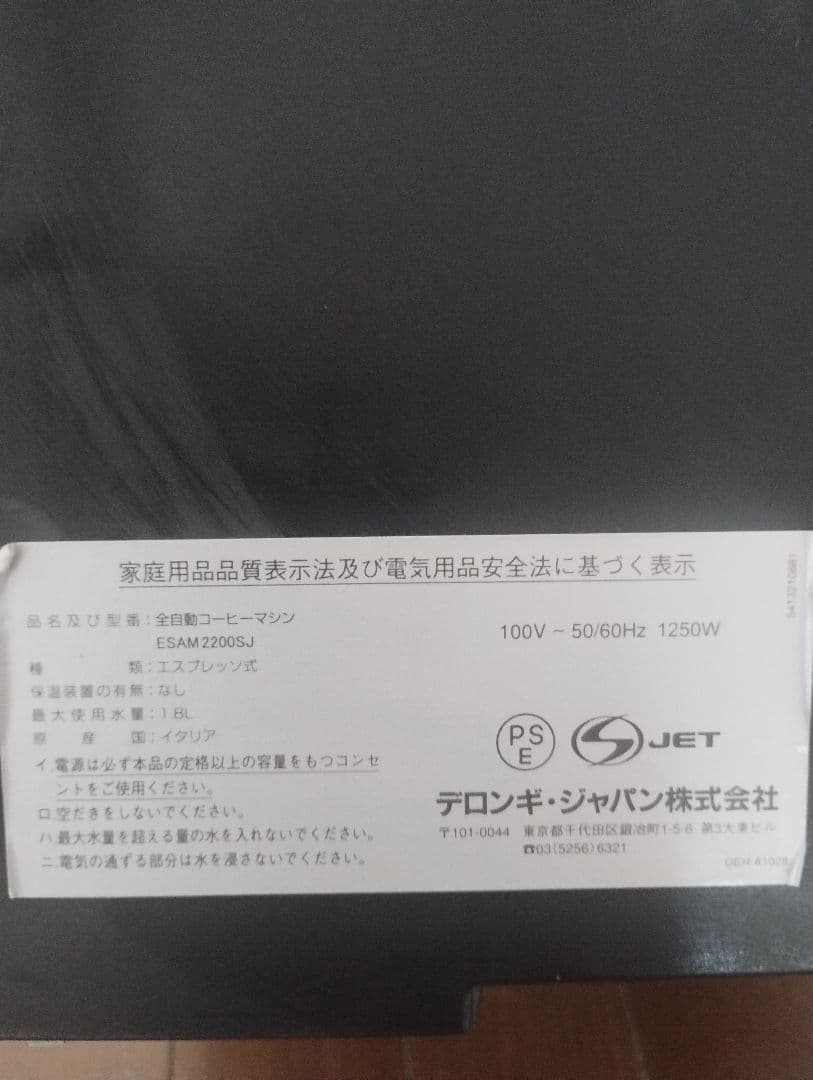 家庭用品品質表示法及び電気用品安全法に基づく表示
品名及び型番：全自動コーヒーマシン
ESAM2200SJ
種類：エスプレッソ式
保温装置の有無：なし
最大使用水量：1.8L
原産国：イタリア
イ.電源は必ず本品の定格以上の容量をもつコンセ
ントをご使用ください。
ロ.空だきをしないでください。
ハ.最大水量を超える量の水を入れないでください。
ニ.電気の通ずる部分は水を浸さないでください。
100V ~ 50/60Hz 1250W
PS
E
JET
デロンギ・ジャパン株式会社
〒101-0044 東京都千代田区鍛冶町1-5-6 第3大東ビル
☎03(5256)6321